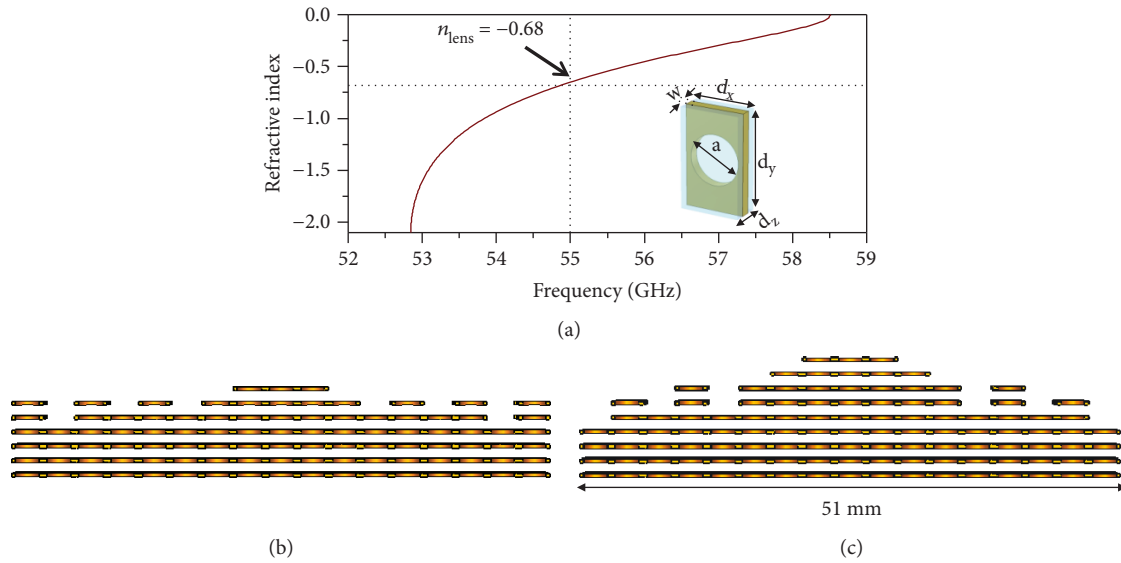 n_lens = −0.68
0.0
−0.5
−1.0
−1.5
−2.0
Refractive index
w
d_x
a
d_y
d_z
52 53 54 55 56 57 58 59
Frequency (GHz)
(a)
51 mm
(b) (c)